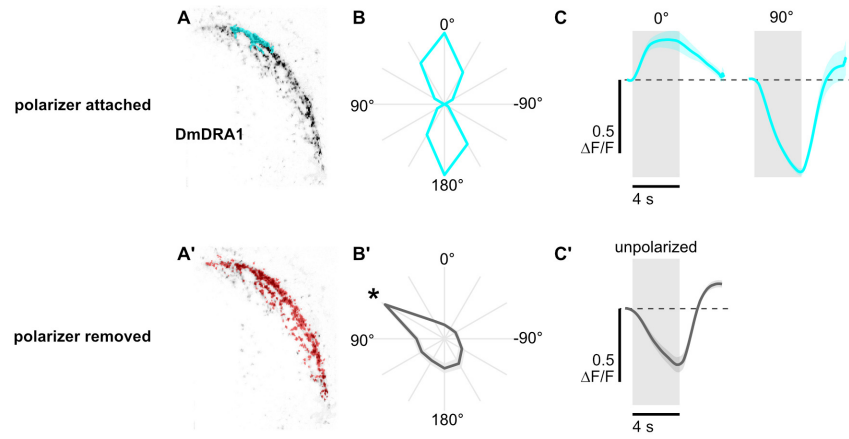 A
B
C
0°
0°
90°
polarizer attached
DmDRA1
90°
-90°
0.5
ΔF/F
180°
4 s
A'
B'
C'
0°
unpolarized
*
polarizer removed
90°
-90°
0.5
ΔF/F
180°
4 s